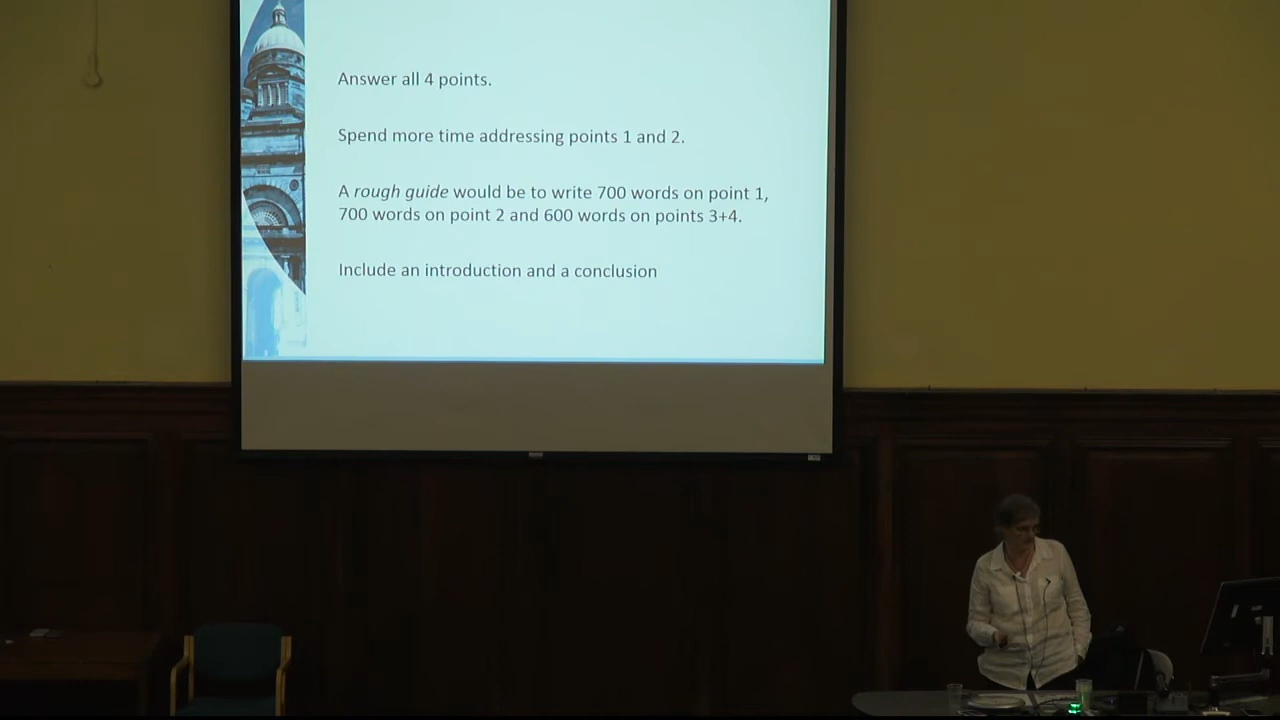 Answer all 4 points.
Spend more time addressing points 1 and 2.
A rough guide would be to write 700 words on point 1,
700 words on point 2 and 600 words on points 3+4.
Include an introduction and a conclusion